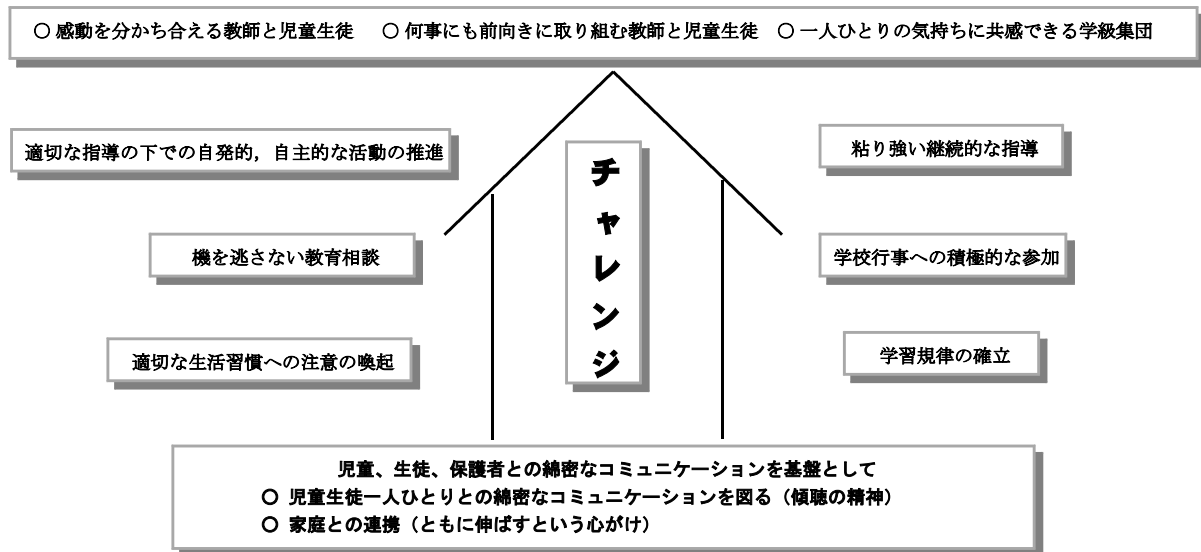 ○ 感動を分かち合える教師と児童生徒　○ 何事にも前向きに取り組む教師と児童生徒　○ 一人ひとりの気持ちに共感できる学級集団
適切な指導の下での自発的，自主的な活動の推進
機を逃さない教育相談
適切な生活習慣への注意の喚起
チャレンジ
粘り強い継続的な指導
学校行事への積極的な参加
学習規律の確立
児童、生徒、保護者との綿密なコミュニケーションを基盤として
○ 児童生徒一人ひとりとの綿密なコミュニケーションを図る（傾聴の精神）
○ 家庭との連携（ともに伸ばすという心がけ）